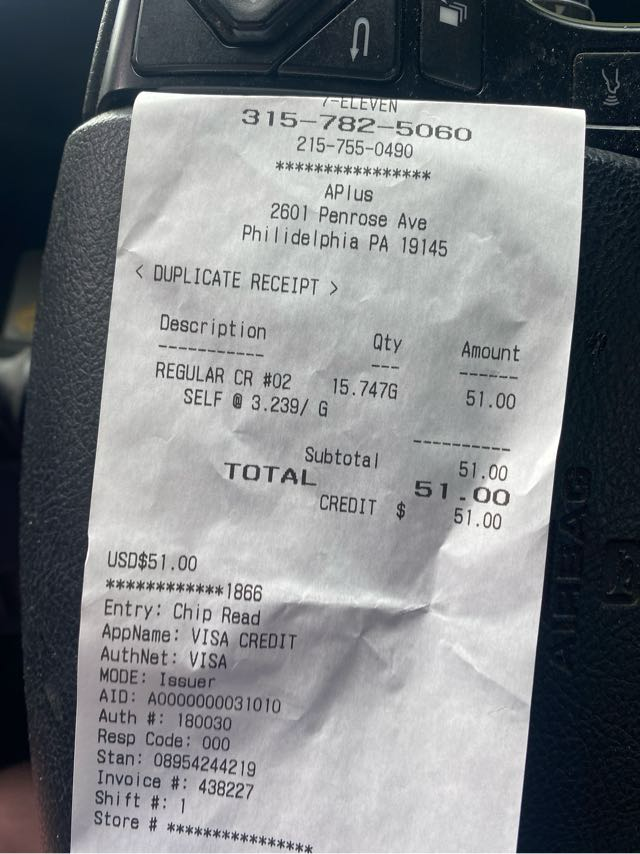 7-ELEVEN
315-782-5060
215-755-0490
****************
APlus
2601 Penrose Ave
Philidelphia PA 19145
< DUPLICATE RECEIPT >
Description Qty Amount
----------- --- ------
REGULAR CR #02 15.747G 51.00
SELF @ 3.239/ G
----------
Subtotal 51.00
TOTAL 51.00
CREDIT $ 51.00
USD$51.00
************1866
Entry: Chip Read
AppName: VISA CREDIT
AuthNet: VISA
MODE: Issuer
AID: A0000000031010
Auth #: 180030
Resp Code: 000
Stan: 08954244219
Invoice #: 438227
Shift #: 1
Store # ****************
AIRBAG